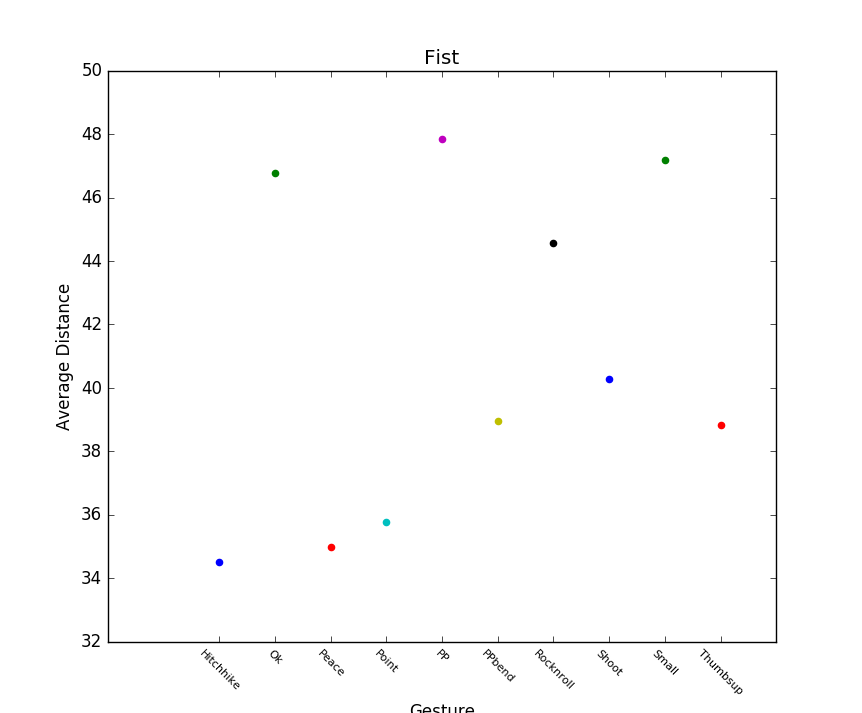 Fist
50
48
46
44
42
40
38
36
34
32
Average Distance
Hitchhike
Ok
Peace
Point
PP
PPbend
Rocknroll
Shoot
Small
Thumbsup
Gesture